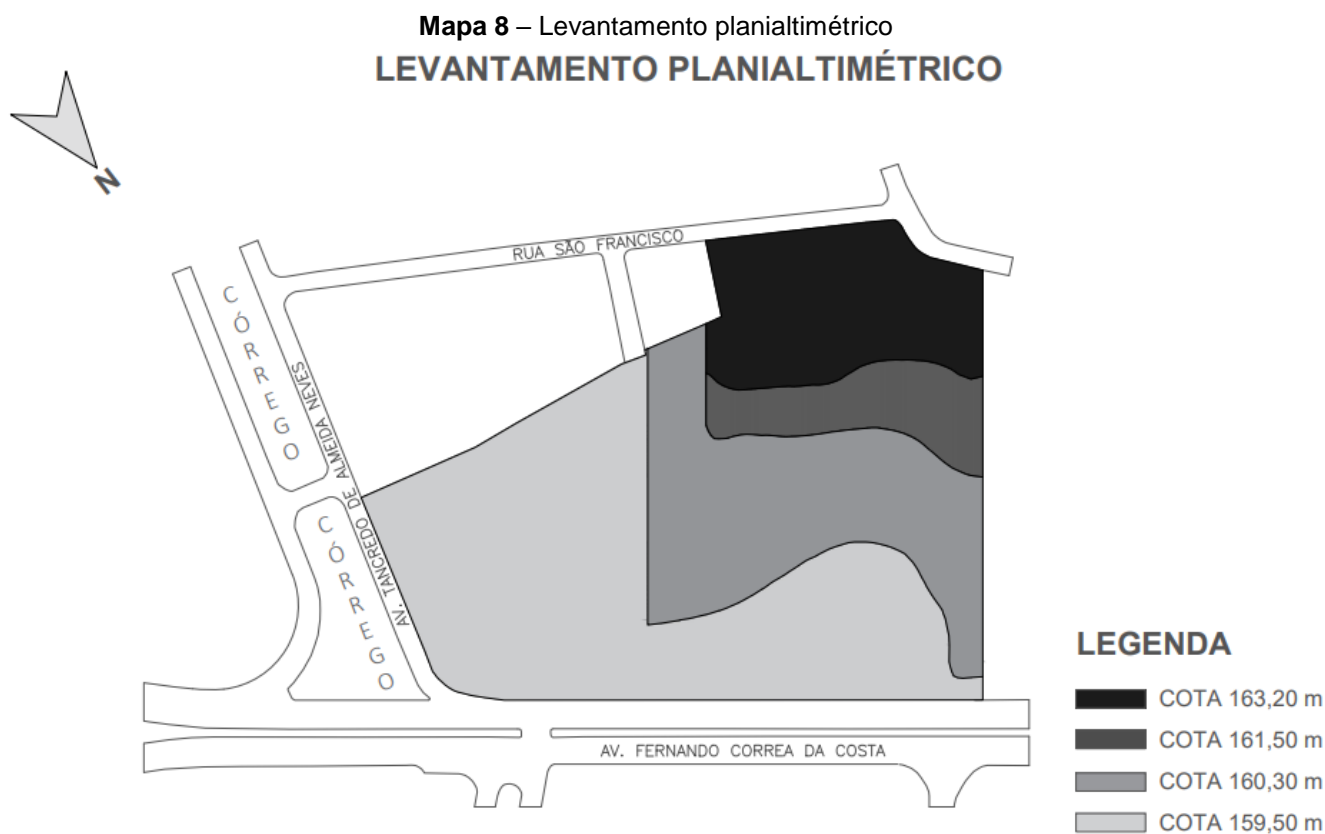 Mapa 8 – Levantamento planialtimétrico
LEVANTAMENTO PLANIALTIMÉTRICO
N
RUA SÃO FRANCISCO
CÓRREGO
AV. TANCREDO DE ALMEIDA NEVES
CÓRREGO
AV. FERNANDO CORREA DA COSTA
LEGENDA
COTA 163,20 m
COTA 161,50 m
COTA 160,30 m
COTA 159,50 m